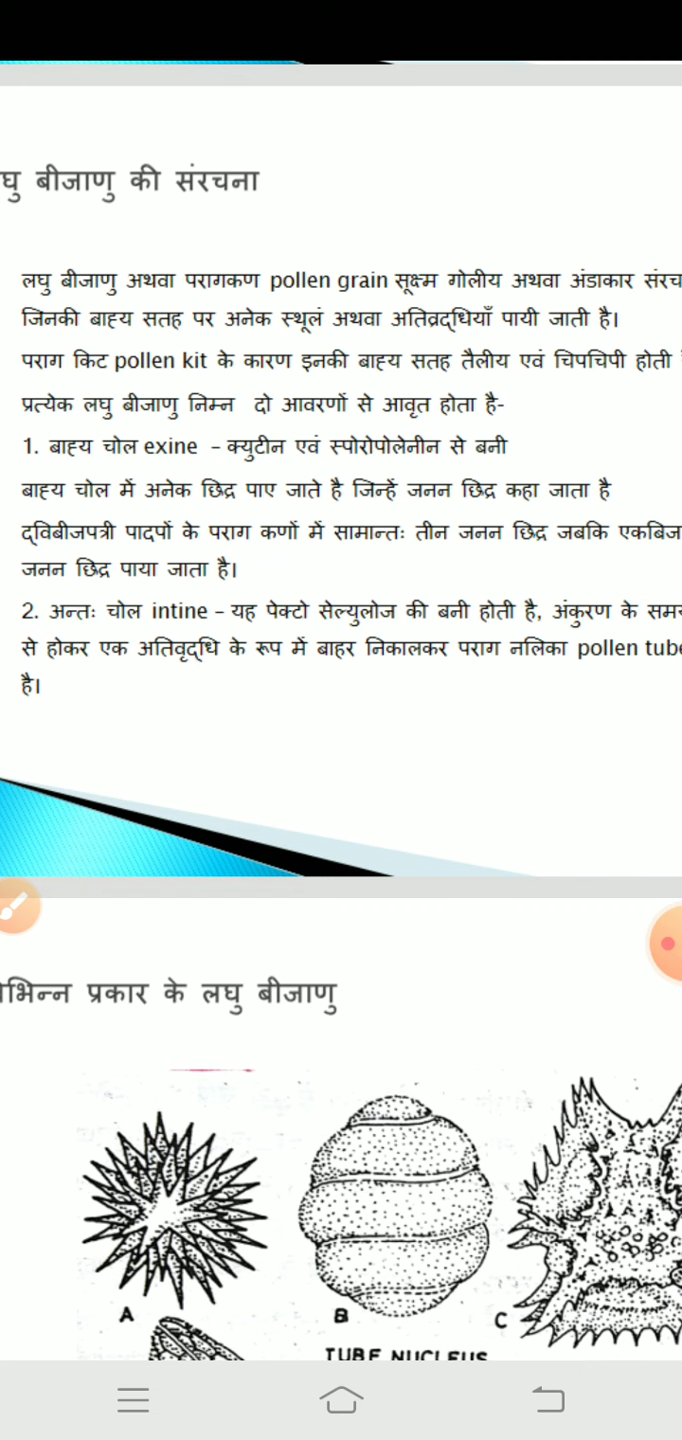 घु बीजाणु की संरचना
लघु बीजाणु अथवा परागकण pollen grain सूक्ष्म गोलीय अथवा अंडाकार संरच
जिनकी बाह्य सतह पर अनेक स्थूलं अथवा अतिव्रद्धियाँ पायी जाती है।
पराग किट pollen kit के कारण इनकी बाह्य सतह तैलीय एवं चिपचिपी होती
प्रत्येक लघु बीजाणु निम्न दो आवरणों से आवृत होता है-
1. बाह्य चोल exine – क्युटीन एवं स्पोरोपोलेनीन से बनी
बाह्य चोल में अनेक छिद्र पाए जाते है जिन्हें जनन छिद्र कहा जाता है
द्विबीजपत्री पादपों के पराग कणों में सामान्तः तीन जनन छिद्र जबकि एकबिज
जनन छिद्र पाया जाता है।
2. अन्तः चोल intine – यह पेक्टो सेल्युलोज की बनी होती है, अंकुरण के सम
से होकर एक अतिवृद्धि के रूप में बाहर निकालकर पराग नलिका pollen tube
है।
भिन्न प्रकार के लघु बीजाणु
A
B
C
TUBE NUCLEUS